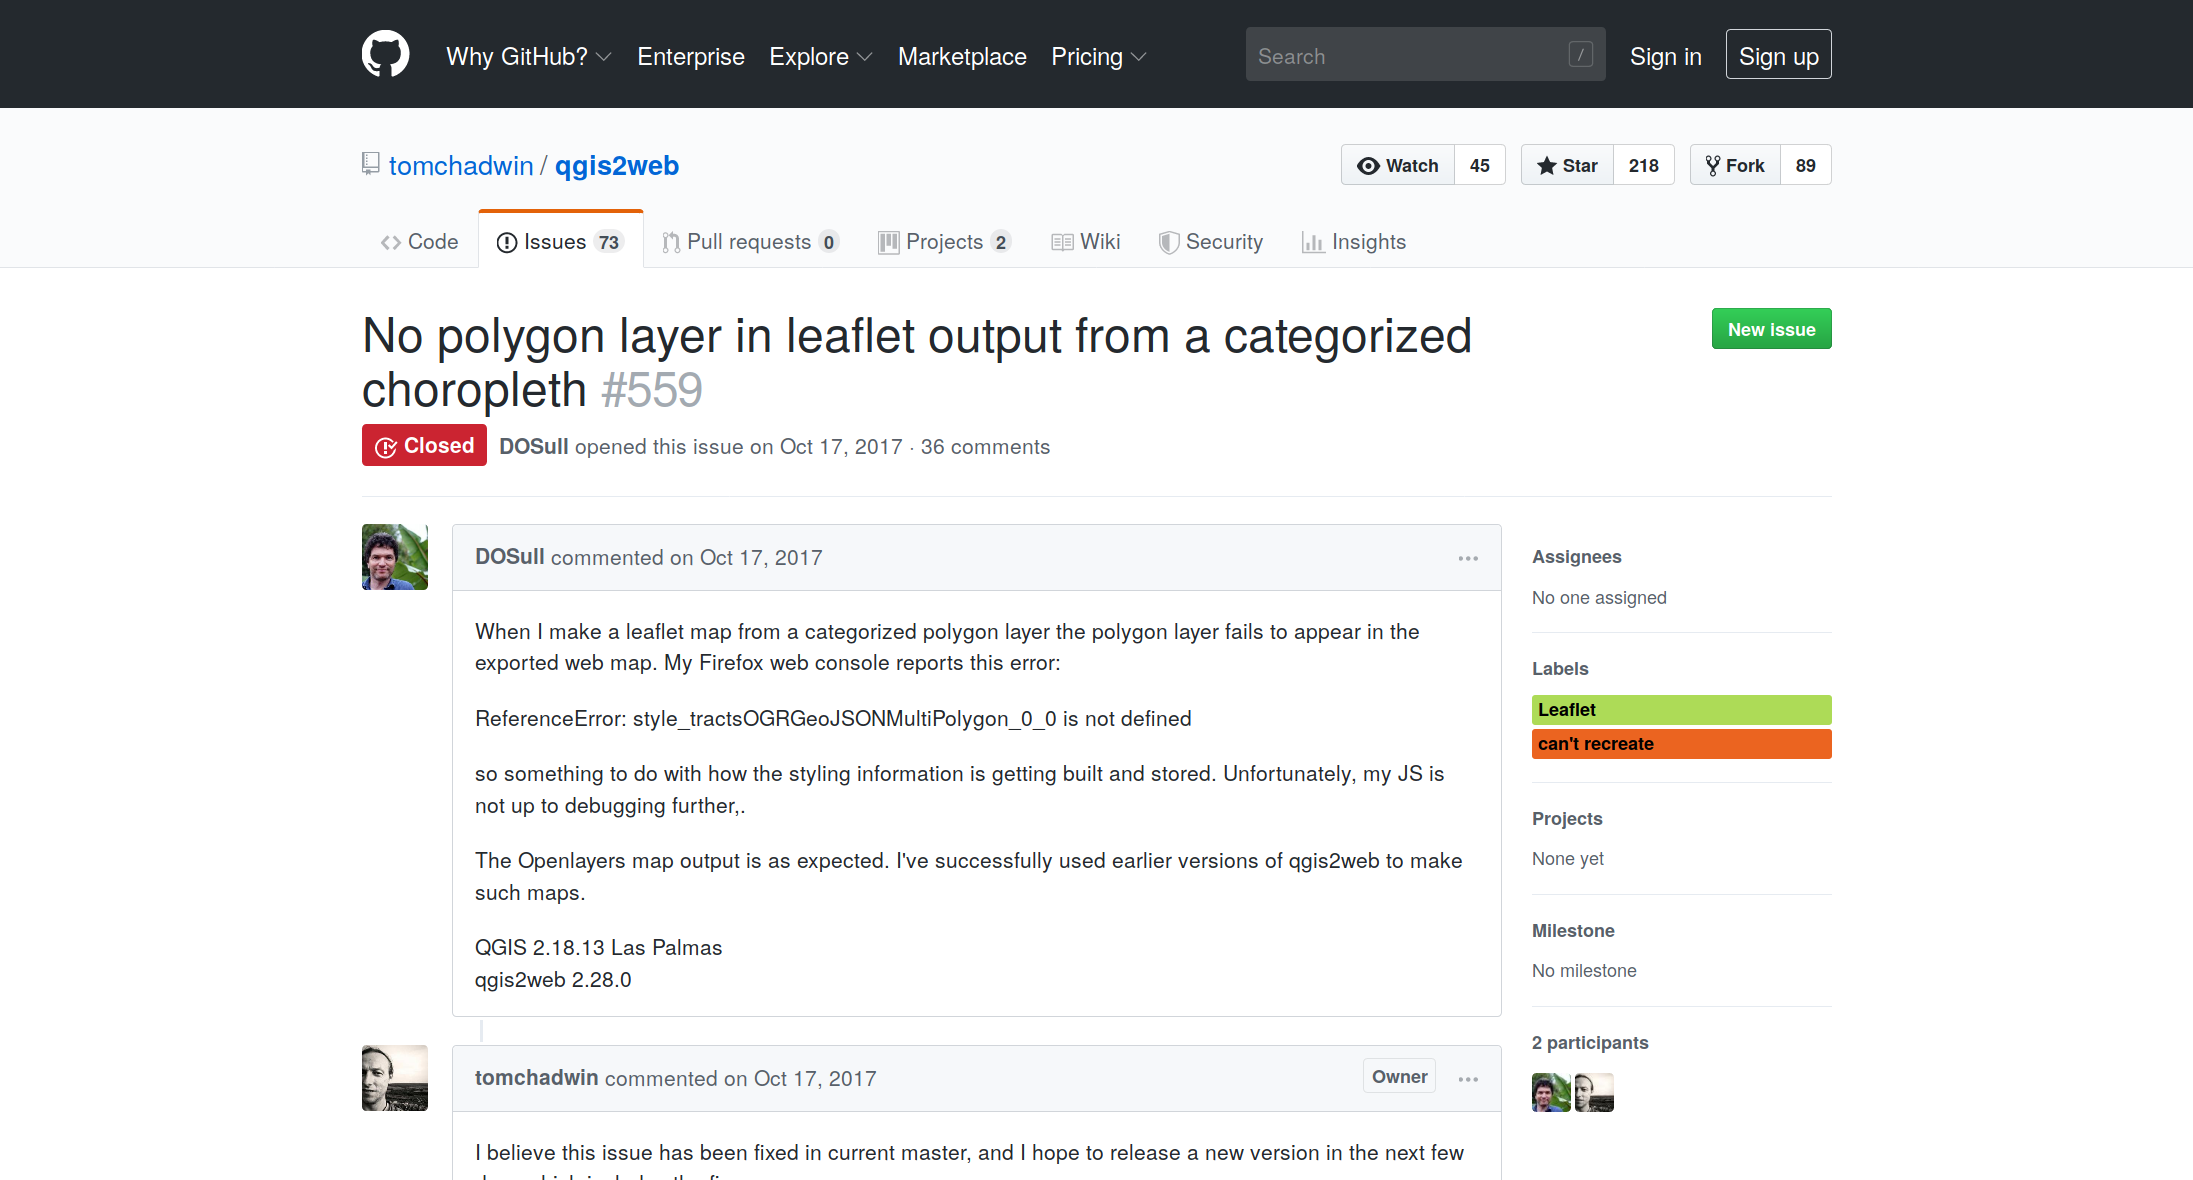 Why GitHub? Enterprise Explore Marketplace Pricing Search / Sign in Sign up
tomchadwin / qgis2web Watch 45 Star 218 Fork 89
Code Issues 73 Pull requests 0 Projects 2 Wiki Security Insights
No polygon layer in leaflet output from a categorized
choropleth #559
New issue
Closed DOSull opened this issue on Oct 17, 2017 · 36 comments
DOSull commented on Oct 17, 2017
When I make a leaflet map from a categorized polygon layer the polygon layer fails to appear in the
exported web map. My Firefox web console reports this error:
ReferenceError: style_tractsOGRGeoJSONMultiPolygon_0_0 is not defined
so something to do with how the styling information is getting built and stored. Unfortunately, my JS is
not up to debugging further,.
The Openlayers map output is as expected. I've successfully used earlier versions of qgis2web to make
such maps.
QGIS 2.18.13 Las Palmas
qgis2web 2.28.0
tomchadwin commented on Oct 17, 2017 Owner
I believe this issue has been fixed in current master, and I hope to release a new version in the next few
Assignees
No one assigned
Labels
Leaflet
can't recreate
Projects
None yet
Milestone
No milestone
2 participants